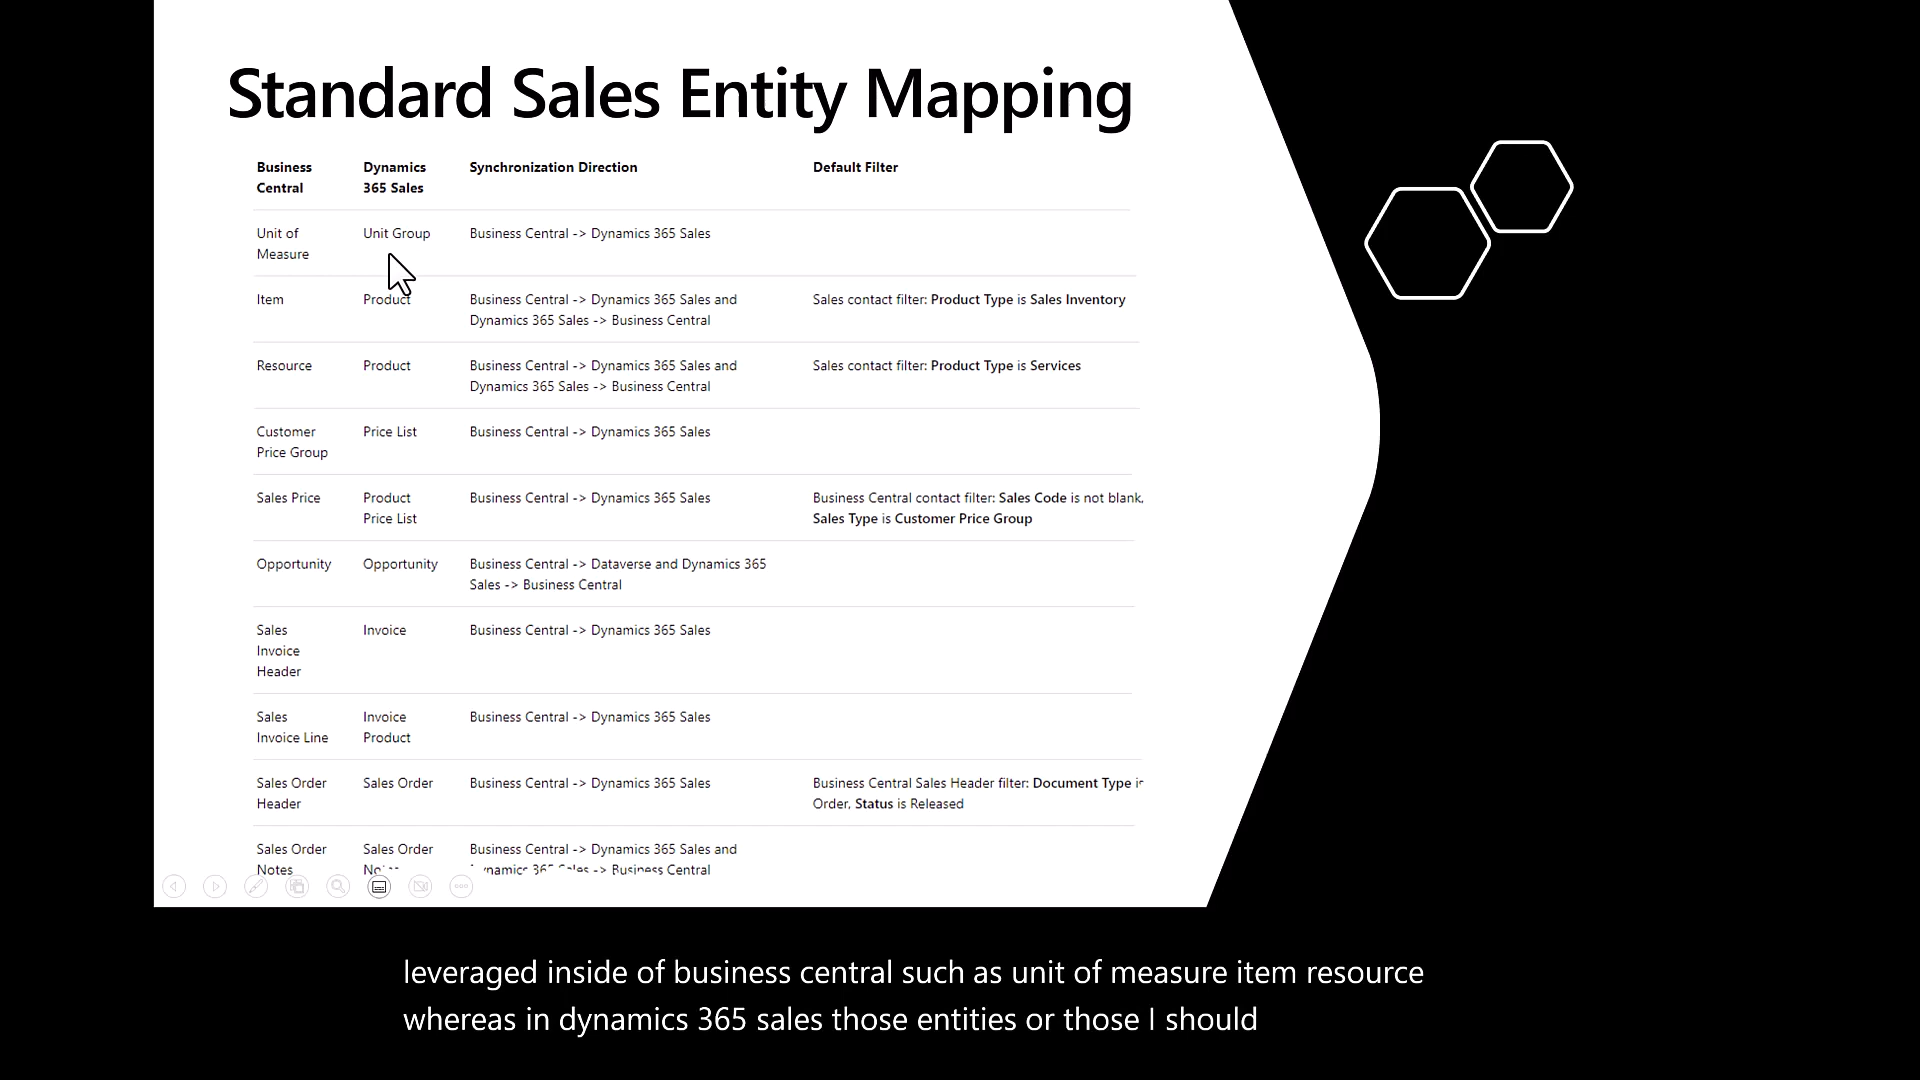 Standard Sales Entity Mapping
Business Central
Dynamics 365 Sales
Synchronization Direction
Default Filter
Unit of Measure
Unit Group
Business Central -> Dynamics 365 Sales
Item
Product
Business Central -> Dynamics 365 Sales and
Dynamics 365 Sales -> Business Central
Sales contact filter: Product Type is Sales Inventory
Resource
Product
Business Central -> Dynamics 365 Sales and
Dynamics 365 Sales -> Business Central
Sales contact filter: Product Type is Services
Customer
Price Group
Price List
Business Central -> Dynamics 365 Sales
Sales Price
Product
Price List
Business Central -> Dynamics 365 Sales
Business Central contact filter: Sales Code is not blank,
Sales Type is Customer Price Group
Opportunity
Opportunity
Business Central -> Dataverse and Dynamics 365
Sales -> Business Central
Sales
Invoice
Header
Invoice
Business Central -> Dynamics 365 Sales
Sales
Invoice Line
Invoice
Product
Business Central -> Dynamics 365 Sales
Sales Order
Header
Sales Order
Business Central -> Dynamics 365 Sales
Business Central Sales Header filter: Document Type is
Order, Status is Released
Sales Order
Notes
Sales Order
Business Central -> Dynamics 365 Sales and
Sales -> Business Central
leveraged inside of business central such as unit of measure item resource
whereas in dynamics 365 sales those entities or those I should